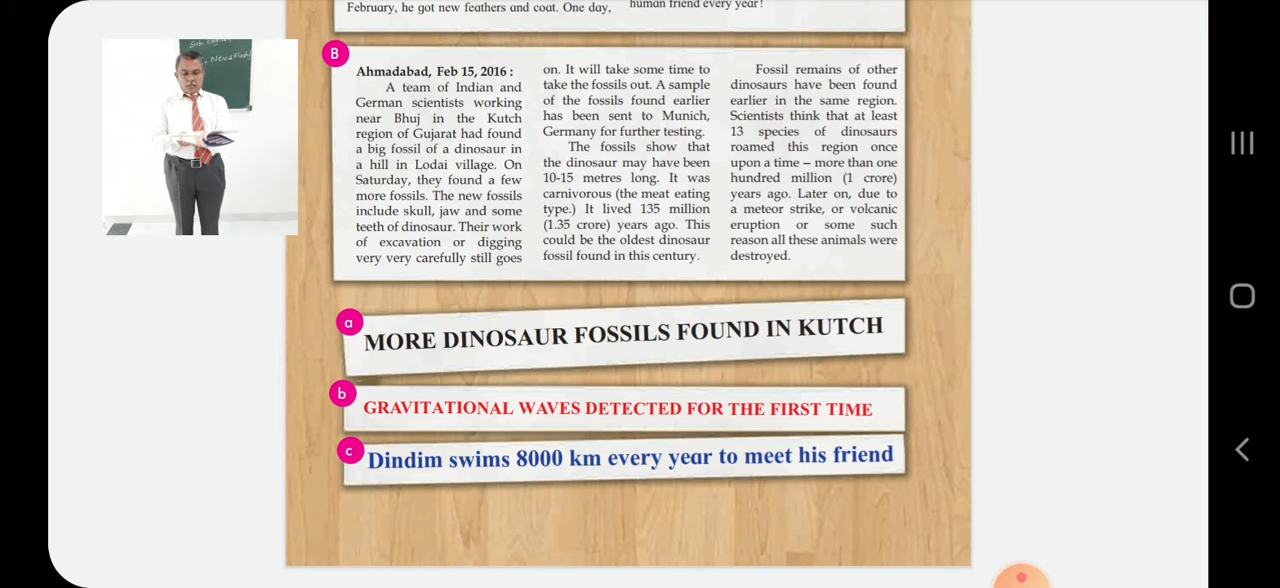 Sub Engli
- News Flash
February, he got new feathers and coat. One day,
human friend every year!
B
Ahmadabad, Feb 15, 2016 :
A team of Indian and
German scientists working
near Bhuj in the Kutch
region of Gujarat had found
a big fossil of a dinosaur in
a hill in Lodai village. On
Saturday, they found a few
more fossils. The new fossils
include skull, jaw and some
teeth of dinosaur. Their work
of excavation or digging
very very carefully still goes
on. It will take some time to
take the fossils out. A sample
of the fossils found earlier
has been sent to Munich,
Germany for further testing.
The fossils show that
the dinosaur may have been
10-15 metres long. It was
carnivorous (the meat eating
type.) It lived 135 million
(1.35 crore) years ago. This
could be the oldest dinosaur
fossil found in this century.
Fossil remains of other
dinosaurs have been found
earlier in the same region.
Scientists think that at least
13 species of dinosaurs
roamed this region once
upon a time – more than one
hundred million (1 crore)
years ago. Later on, due to
a meteor strike, or volcanic
eruption or some such
reason all these animals were
destroyed.
a
MORE DINOSAUR FOSSILS FOUND IN KUTCH
b
GRAVITATIONAL WAVES DETECTED FOR THE FIRST TIME
c
Dindim swims 8000 km every year to meet his friend